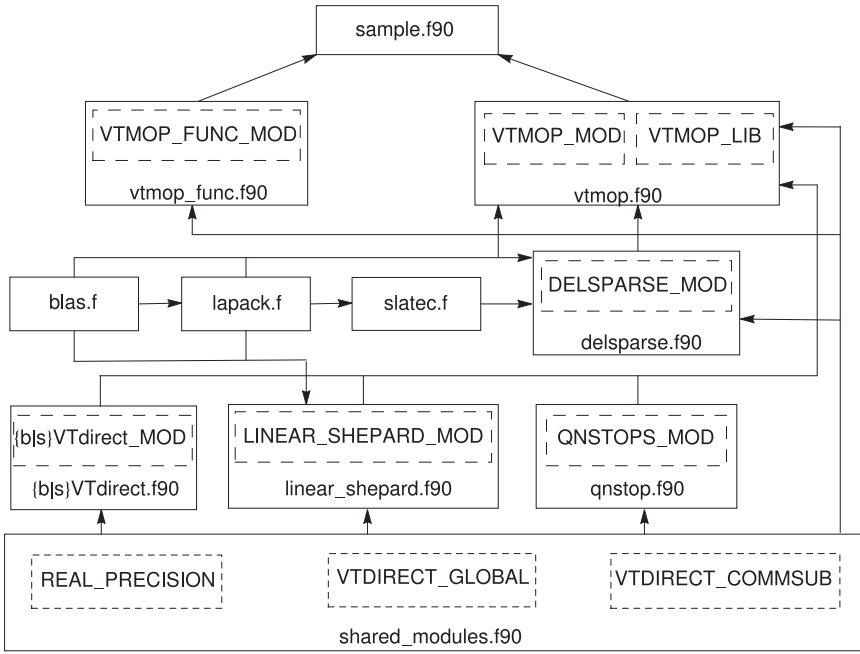 sample.f90
VTMOP_FUNC_MOD
vtmop_func.f90
VTMOP_MOD
VTMOP_LIB
vtmop.f90
blas.f
lapack.f
slatec.f
DELSPARSE_MOD
delsparse.f90
{b|s}VTdirect_MOD
{b|s}VTdirect.f90
LINEAR_SHEPARD_MOD
linear_shepard.f90
QNSTOPS_MOD
qnstop.f90
REAL_PRECISION
VTDIRECT_GLOBAL
VTDIRECT_COMMSUB
shared_modules.f90